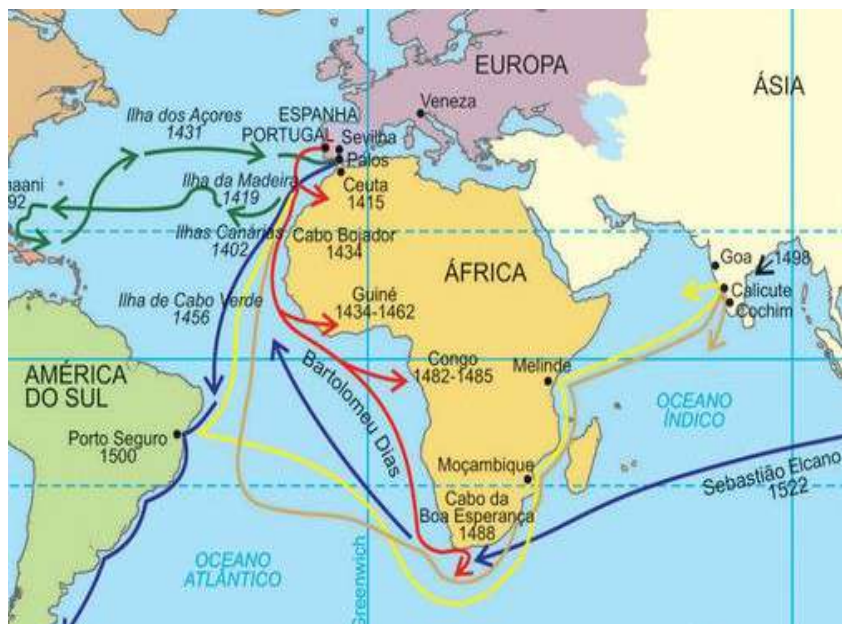 EUROPA
ÁSIA
Veneza
Ilha dos Açores
1431
ESPANHA
PORTUGAL
Sevilha
Palos
Ceuta
1415
Ilha da Madeira
1419
Ilhas Canárias
1402
Cabo Bojador
1434
ÁFRICA
Goa
1498
Calicute
Cochim
Ilha de Cabo Verde
1456
Guiné
1434-1462
Congo
1482-1485
Melinde
AMÉRICA
DO SUL
Bartolomeu Dias
OCEANO
ÍNDICO
Porto Seguro
1500
Moçambique
Sebastião Elcano
1522
Cabo da
Boa Esperança
1488
OCEANO
ATLÂNTICO
Greenwich